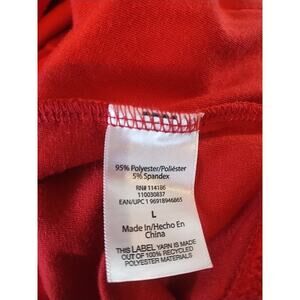 95% Polyester/Poliéster
5% Spandex
RN# 114186
110030837
EAN/UPC 1 96918946865
L
Made In/Hecho En
China
THIS LABEL YARN IS MADE
OUT OF 100% RECYCLED
POLYESTER MATERIALS